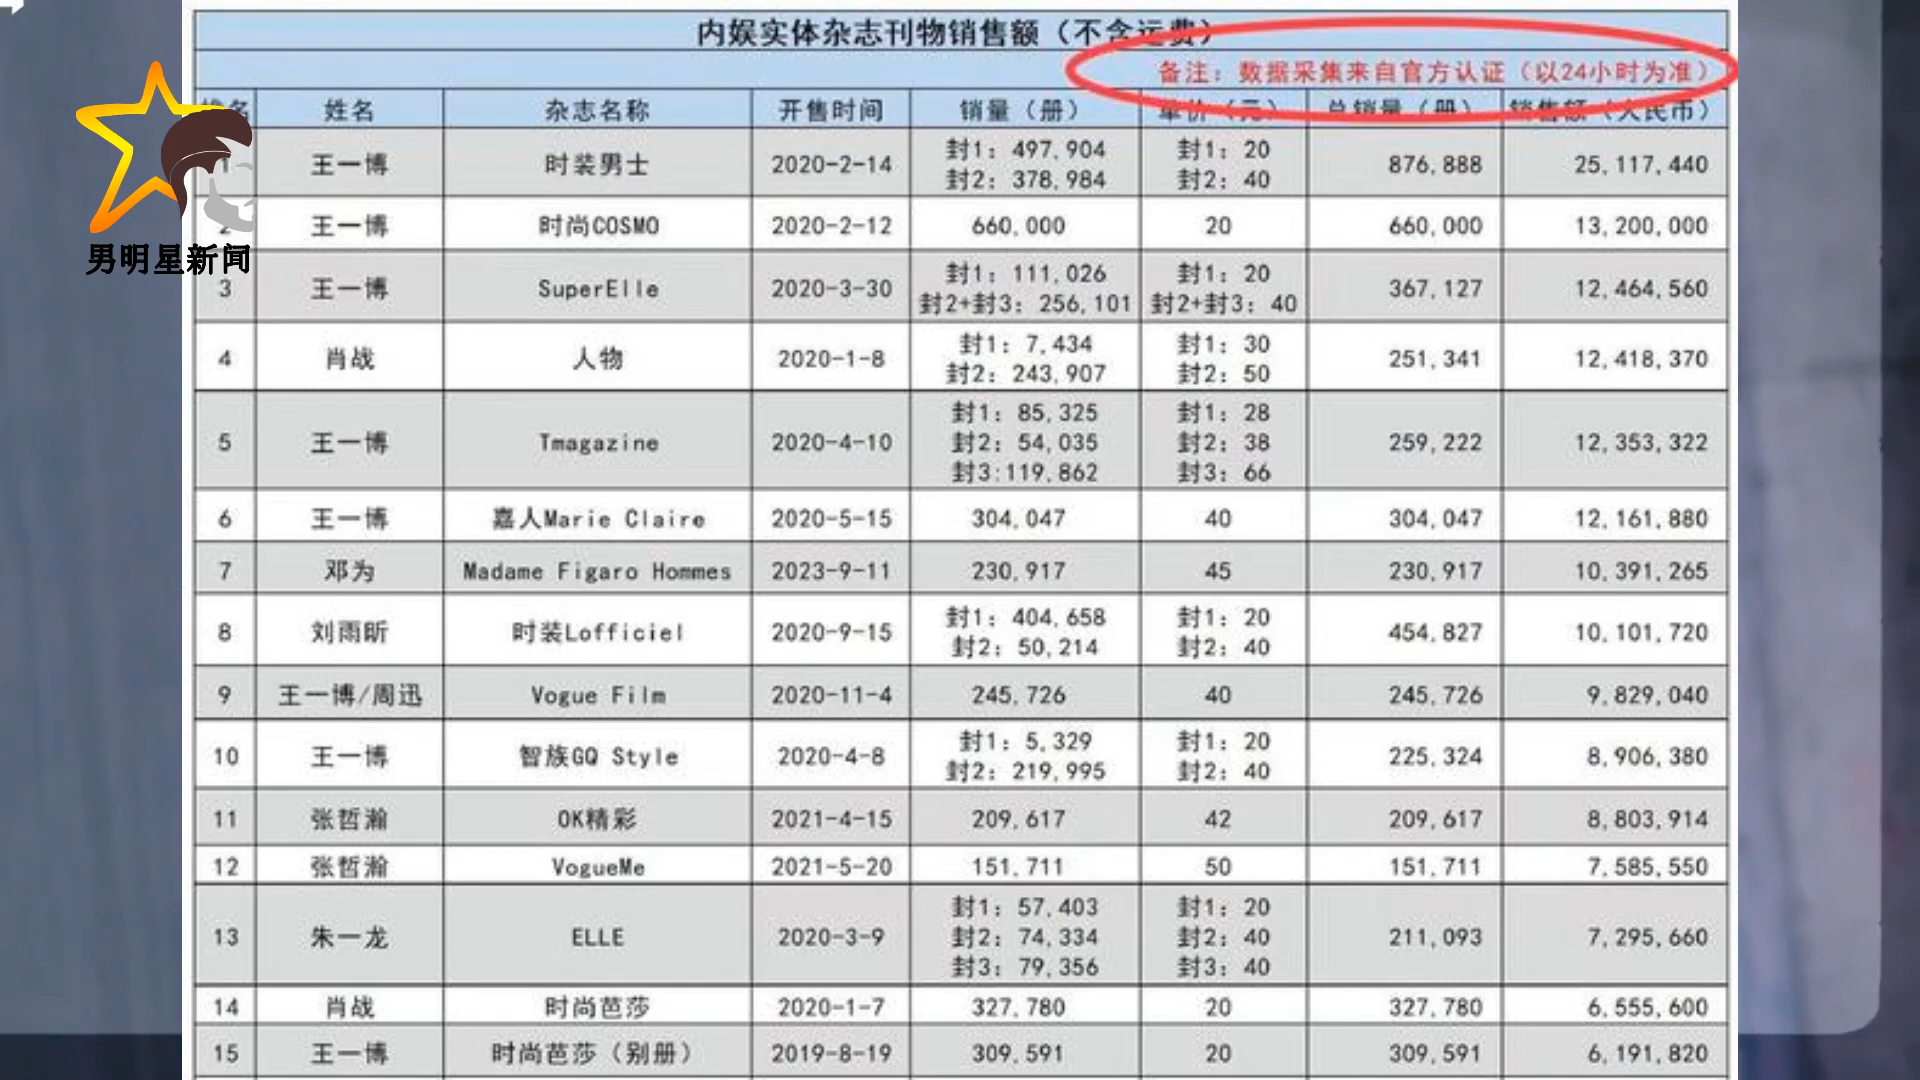 内娱实体杂志刊物销售额（不含运费）
备注：数据采集来自官方认证（以24小时为准）
名 姓名 杂志名称 开售时间 销量（册） 单价（元） 总销量（册） 销售额（人民币）
1 王一博 时装男士 2020-2-14 封1: 497,904 封1: 20 876,888 25,117,440
封2: 378,984 封2: 40
2 王一博 时尚COSMO 2020-2-12 660,000 20 660,000 13,200,000
男明星新闻
3 王一博 SuperElle 2020-3-30 封1: 111,026 封1: 20 367,127 12,464,560
封2+封3: 256,101 封2+封3: 40
4 肖战 人物 2020-1-8 封1: 7,434 封1: 30 251,341 12,418,370
封2: 243,907 封2: 50
5 王一博 Tmagazine 2020-4-10 封1: 85,325 封1: 28 259,222 12,353,322
封2: 54,035 封2: 38
封3:119,862 封3: 66
6 王一博 嘉人Marie Claire 2020-5-15 304,047 40 304,047 12,161,880
7 邓为 Madame Figaro Hommes 2023-9-11 230,917 45 230,917 10,391,265
8 刘雨昕 时装Lofficiel 2020-9-15 封1: 404,658 封1: 20 454,827 10,101,720
封2: 50,214 封2: 40
9 王一博/周迅 Vogue Film 2020-11-4 245,726 40 245,726 9,829,040
10 王一博 智族GQ Style 2020-4-8 封1: 5,329 封1: 20 225,324 8,906,380
封2: 219,995 封2: 40
11 张哲瀚 OK精彩 2021-4-15 209,617 42 209,617 8,803,914
12 张哲瀚 VogueMe 2021-5-20 151,711 50 151,711 7,585,550
13 朱一龙 ELLE 2020-3-9 封1: 57,403 封1: 20 211,093 7,295,660
封2: 74,334 封2: 40
封3: 79,356 封3: 40
14 肖战 时尚芭莎 2020-1-7 327,780 20 327,780 6,555,600
15 王一博 时尚芭莎（别册） 2019-8-19 309,591 20 309,591 6,191,820